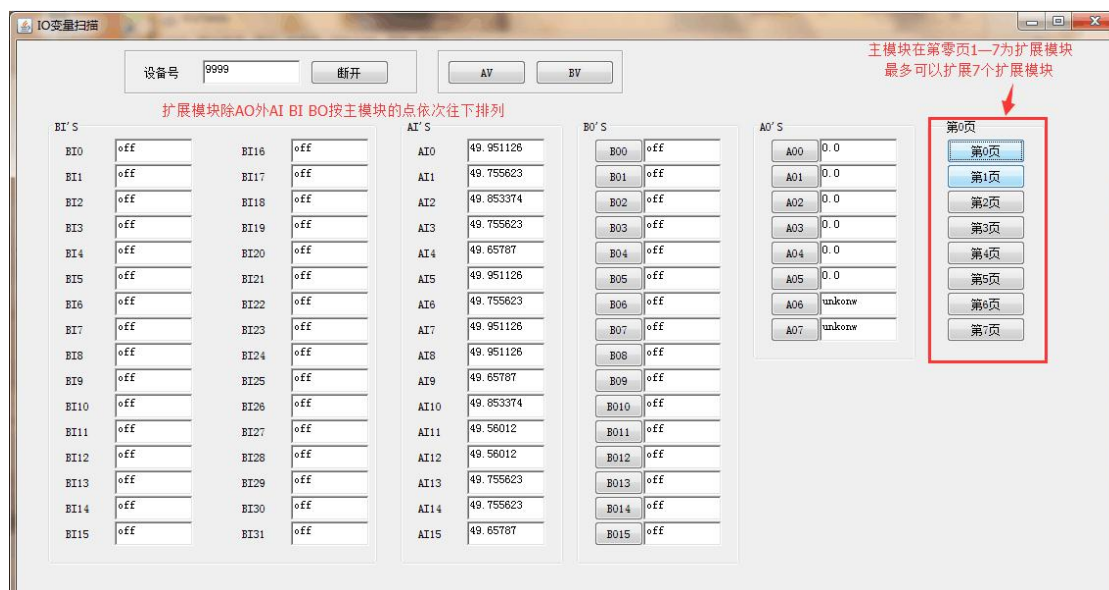 IO变量扫描
主模块在第零页1—7为扩展模块
最多可以扩展7个扩展模块
设备号 9999 断开 AV BV
扩展模块除AO外AI BI BO按主模块的点依次往下排列
BI'S AI'S BO'S AO'S 第0页
BI0 off BI16 off AI0 49.951126 BO0 off AO0 0.0 第0页
BI1 off BI17 off AI1 49.755623 BO1 off AO1 0.0 第1页
BI2 off BI18 off AI2 49.853374 BO2 off AO2 0.0 第2页
BI3 off BI19 off AI3 49.755623 BO3 off AO3 0.0 第3页
BI4 off BI20 off AI4 49.65787 BO4 off AO4 0.0 第4页
BI5 off BI21 off AI5 49.951126 BO5 off AO5 0.0 第5页
BI6 off BI22 off AI6 49.755623 BO6 off AO6 unkonw 第6页
BI7 off BI23 off AI7 49.951126 BO7 off AO7 unkonw 第7页
BI8 off BI24 off AI8 49.951126 BO8 off
BI9 off BI25 off AI9 49.65787 BO9 off
BI10 off BI26 off AI10 49.853374 BO10 off
BI11 off BI27 off AI11 49.56012 BO11 off
BI12 off BI28 off AI12 49.56012 BO12 off
BI13 off BI29 off AI13 49.755623 BO13 off
BI14 off BI30 off AI14 49.755623 BO14 off
BI15 off BI31 off AI15 49.65787 BO15 off